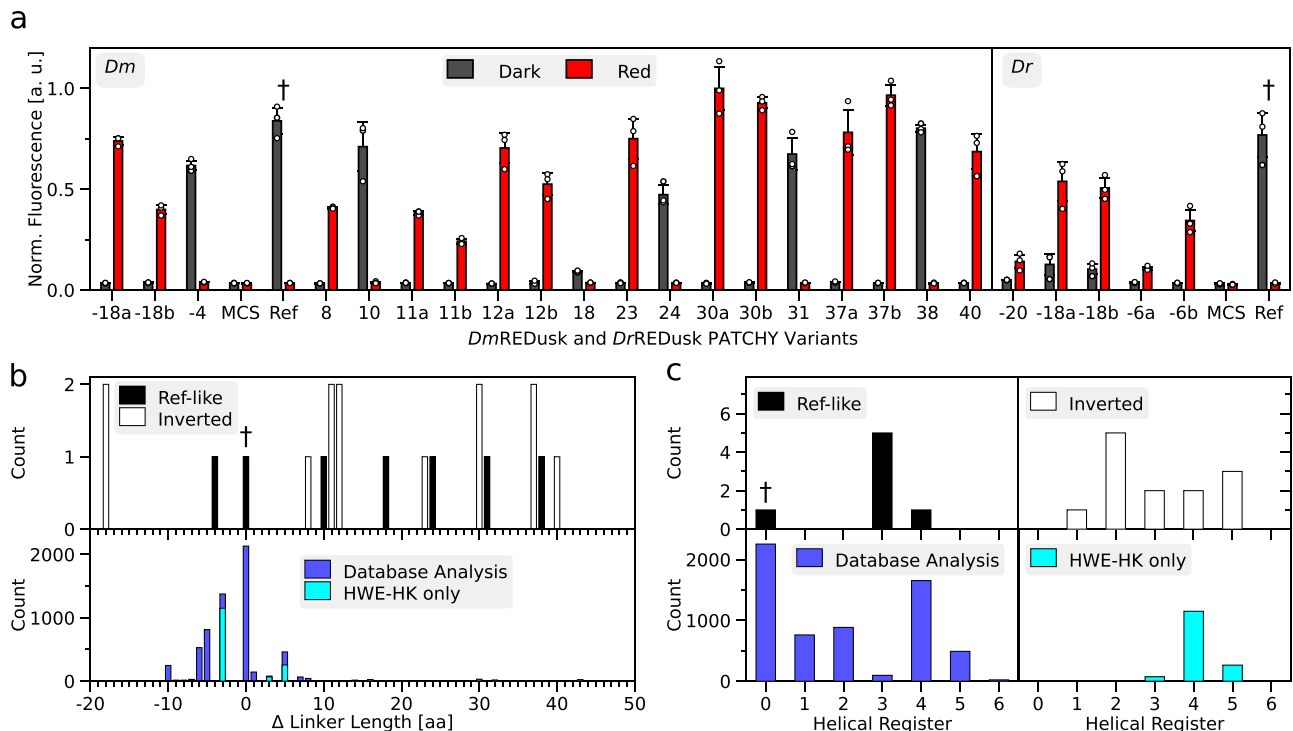 a
Norm. Fluorescence [a. u.]
1.0
0.5
0.0
Dm
Dark
Red
†
Dr
†
-18a -18b -4 MCS Ref 8 10 11a 11b 12a 12b 18 23 24 30a 30b 31 37a 37b 38 40 -20 -18a -18b -6a -6b MCS Ref
DmREDusk and DrREDusk PATCHY Variants
b
Count
2
1
0
Ref-like
Inverted
†
Count
2000
1000
0
Database Analysis
HWE-HK only
-20 -10 0 10 20 30 40 50
Δ Linker Length [aa]
c
Count
6
4
2
0
Ref-like
†
Inverted
Count
2000
1000
0
Database Analysis
HWE-HK only
0 1 2 3 4 5 6 0 1 2 3 4 5 6
Helical Register Helical Register